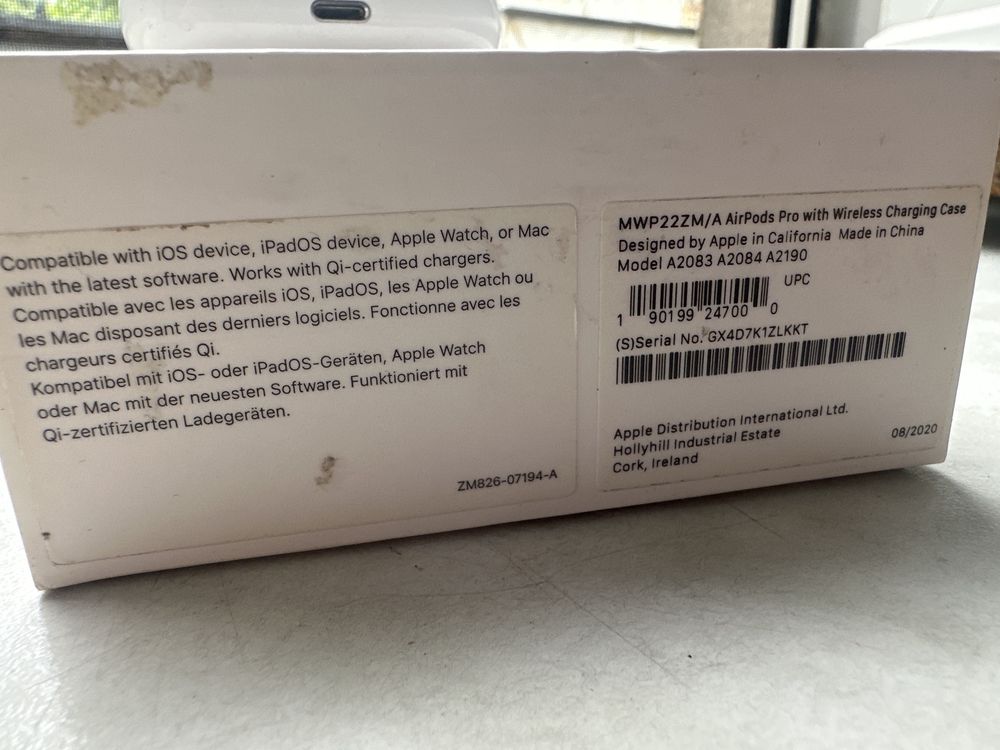 Compatible with iOS device, iPadOS device, Apple Watch, or Mac
with the latest software. Works with Qi-certified chargers.
Compatible avec les appareils iOS, iPadOS, les Apple Watch ou
les Mac disposant des derniers logiciels. Fonctionne avec les
chargeurs certifiés Qi.
Kompatibel mit iOS- oder iPadOS-Geräten, Apple Watch
oder Mac mit der neuesten Software. Funktioniert mit
Qi-zertifizierten Ladegeräten.
ZM826-07194-A
MWP22ZM/A AirPods Pro with Wireless Charging Case
Designed by Apple in California Made in China
Model A2083 A2084 A2190
UPC
1 90199 24700 0
(S)Serial No. GX4D7K1ZLKKT
Apple Distribution International Ltd.
Hollyhill Industrial Estate
Cork, Ireland
08/2020